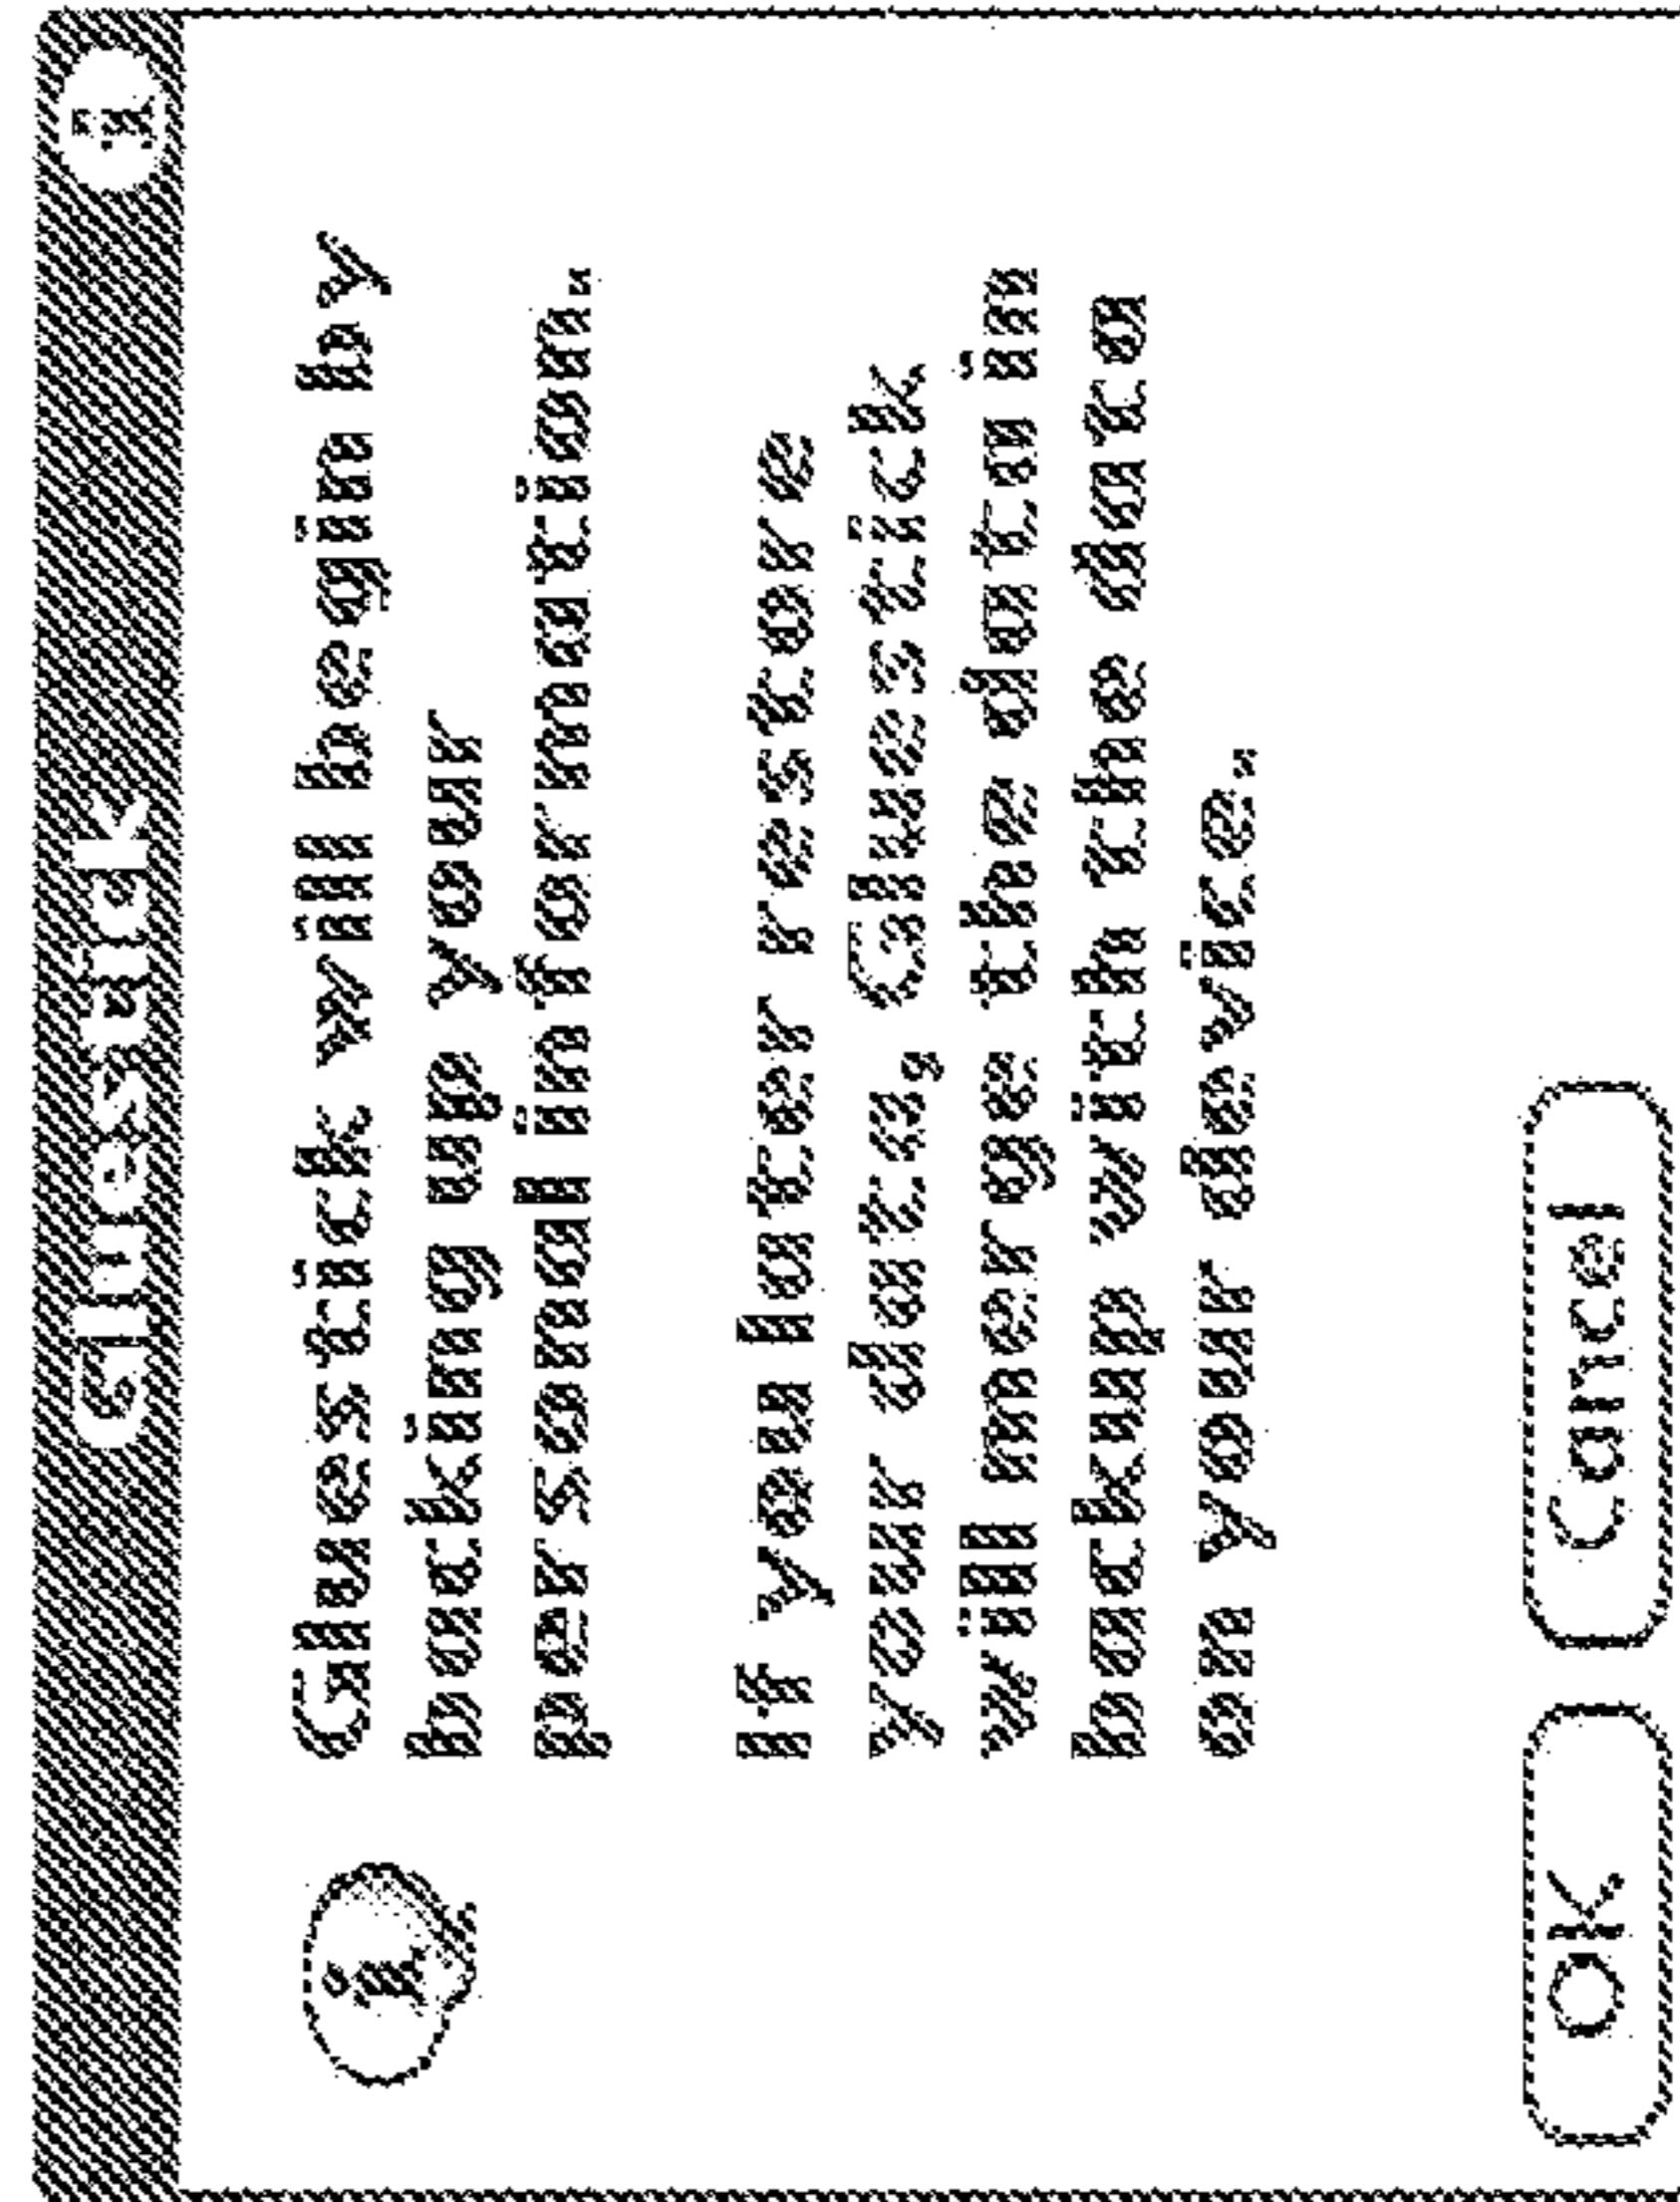 Gluestick
i
Gluestick will begin by
backing up your
personal information.
If you later restore
your data, Gluestick
will merge the data in
backup with the data
on your device.
OK
Cancel